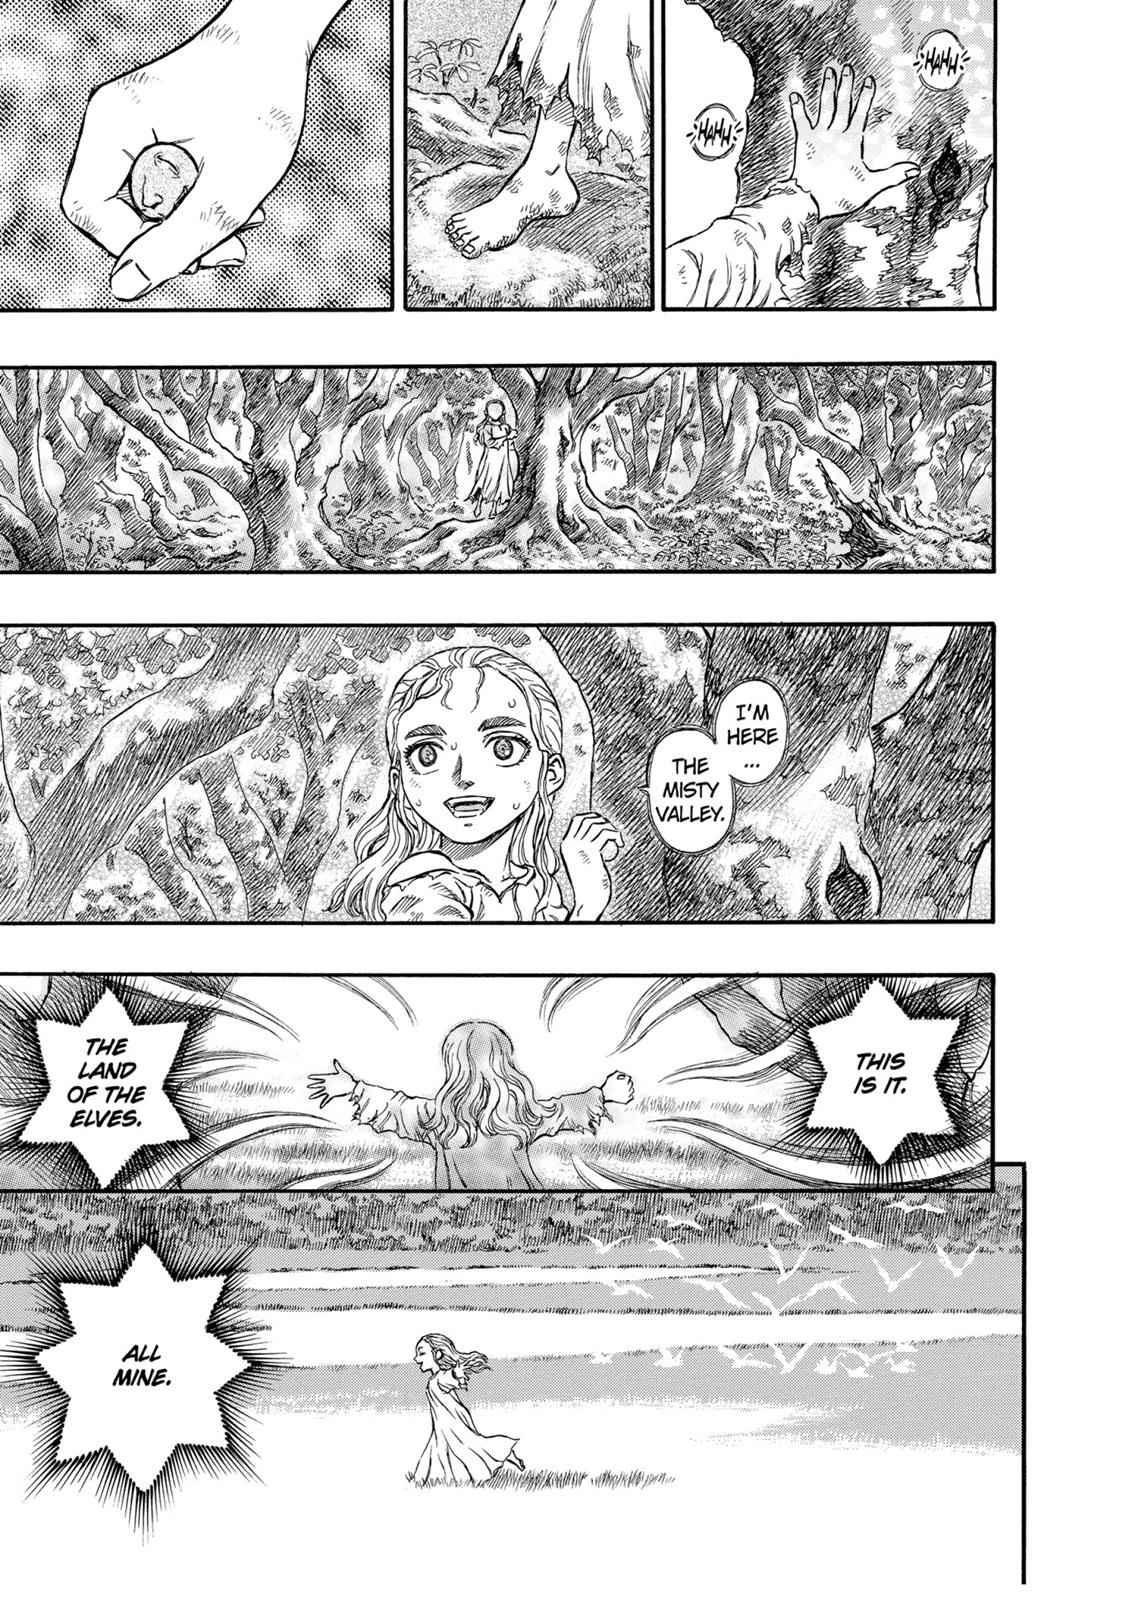 HAHH
HAHH
I'M
HERE
...
THE
MISTY
VALLEY.
THIS
IS IT.
THE
LAND
OF THE
ELVES.
ALL
MINE.